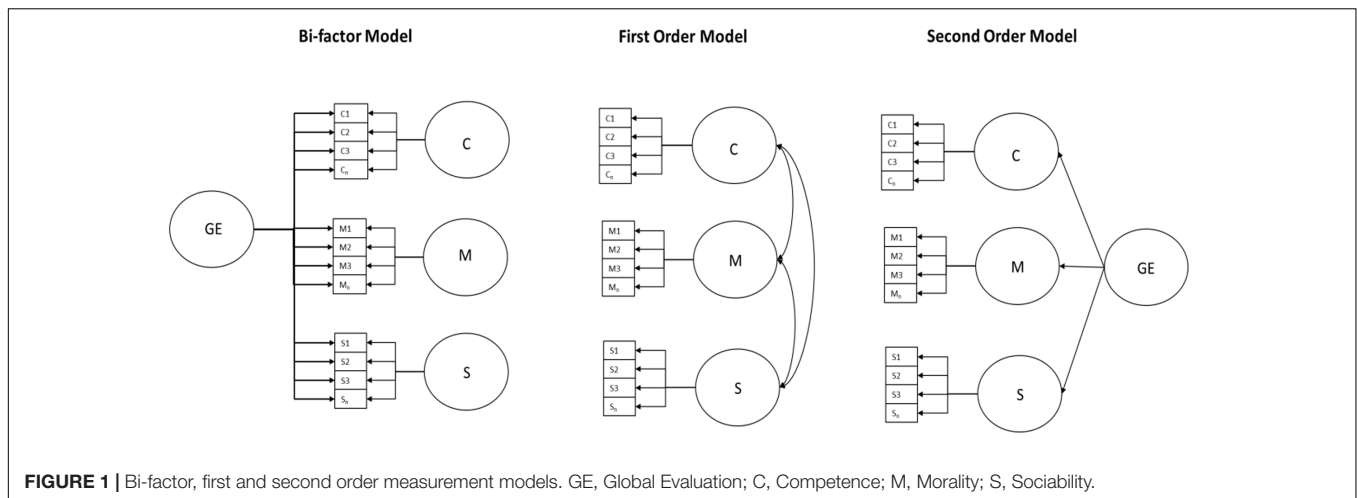 Bi-factor Model
First Order Model
Second Order Model
C1
C2
C3
Cn
C
GE
M1
M2
M3
Mn
M
S1
S2
S3
Sn
S
C1
C2
C3
Cn
C
M1
M2
M3
Mn
M
S1
S2
S3
Sn
S
C1
C2
C3
Cn
C
M1
M2
M3
Mn
M
GE
S1
S2
S3
Sn
S
FIGURE 1 | Bi-factor, first and second order measurement models. GE, Global Evaluation; C, Competence; M, Morality; S, Sociability.